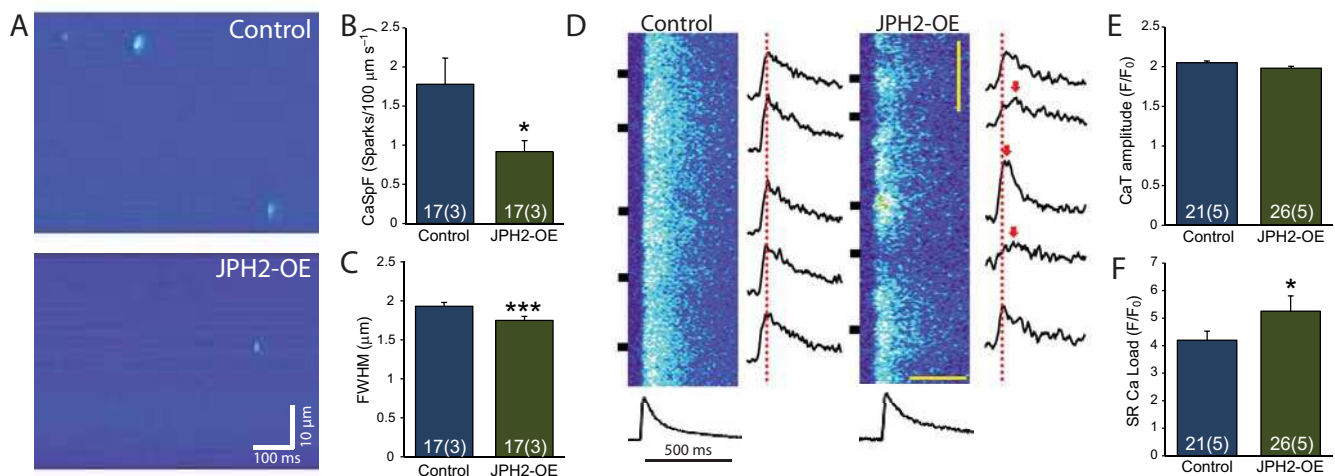 A
Control
JPH2-OE
10 μm
100 ms
B
CaSpF (Sparks/100 μm s⁻¹)
2.5
2
1.5
1
0.5
0
*
17(3)
17(3)
Control
JPH2-OE
C
FWHM (μm)
2.5
2
1.5
1
0.5
0
***
17(3)
17(3)
Control
JPH2-OE
D
Control
JPH2-OE
500 ms
E
CaT amplitude (F/F₀)
2.5
2
1.5
1
0.5
0
21(5)
26(5)
Control
JPH2-OE
F
SR Ca Load (F/F₀)
7
6
5
4
3
2
1
0
*
21(5)
26(5)
Control
JPH2-OE